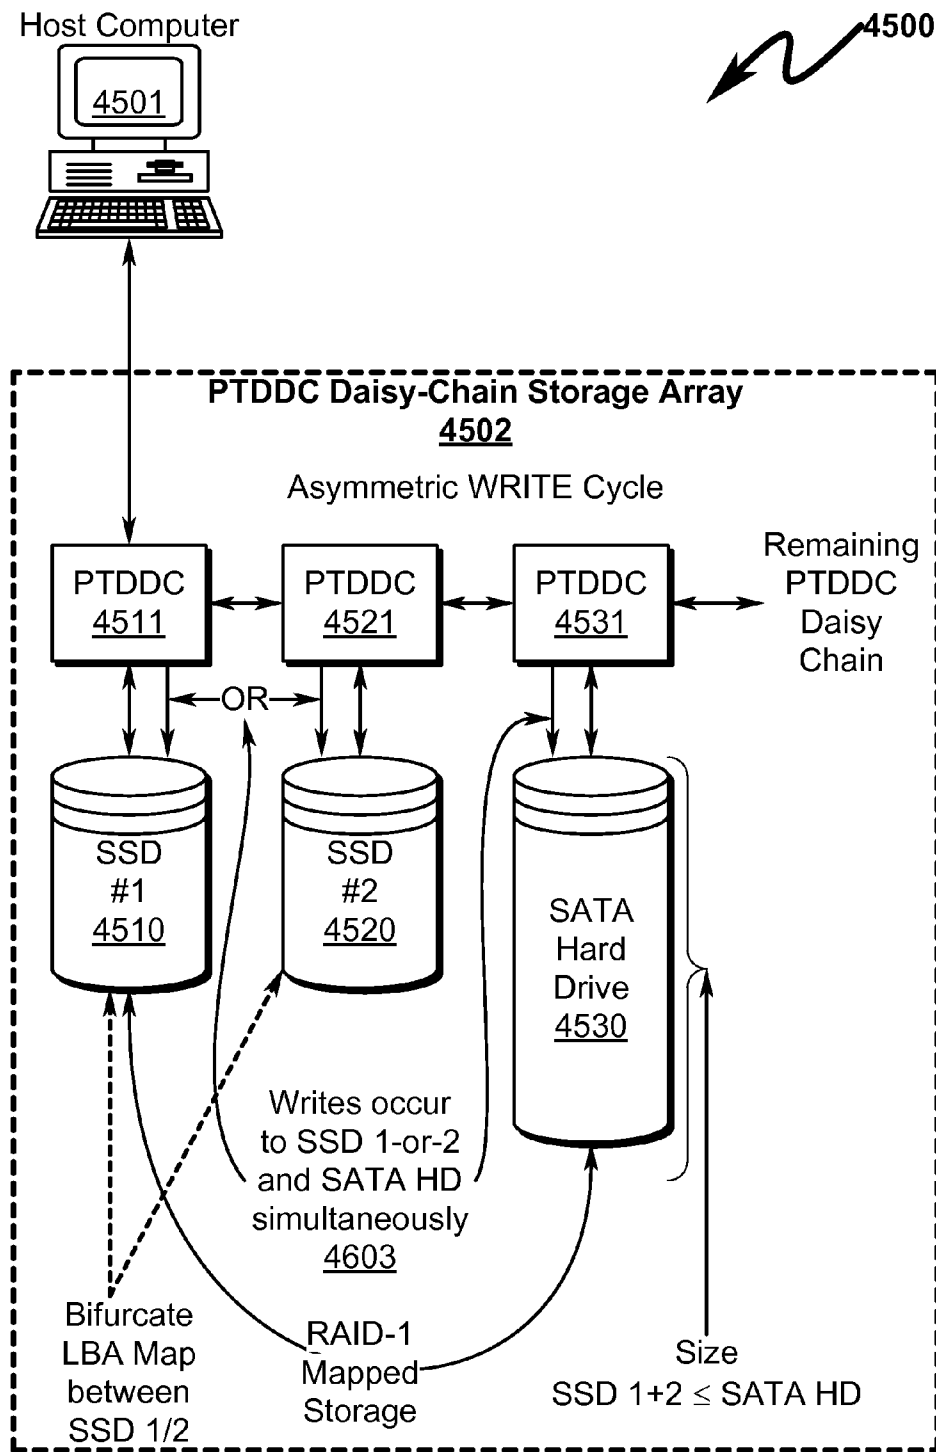 Host Computer
4500
4501
PTDDC Daisy-Chain Storage Array
4502
Asymmetric WRITE Cycle
PTDDC
4511
PTDDC
4521
PTDDC
4531
Remaining
PTDDC
Daisy
Chain
OR
SSD
#1
4510
SSD
#2
4520
SATA
Hard
Drive
4530
Writes occur
to SSD 1-or-2
and SATA HD
simultaneously
4603
Bifurcate
LBA Map
between
SSD 1/2
RAID-1
Mapped
Storage
Size
SSD 1+2 ≤ SATA HD